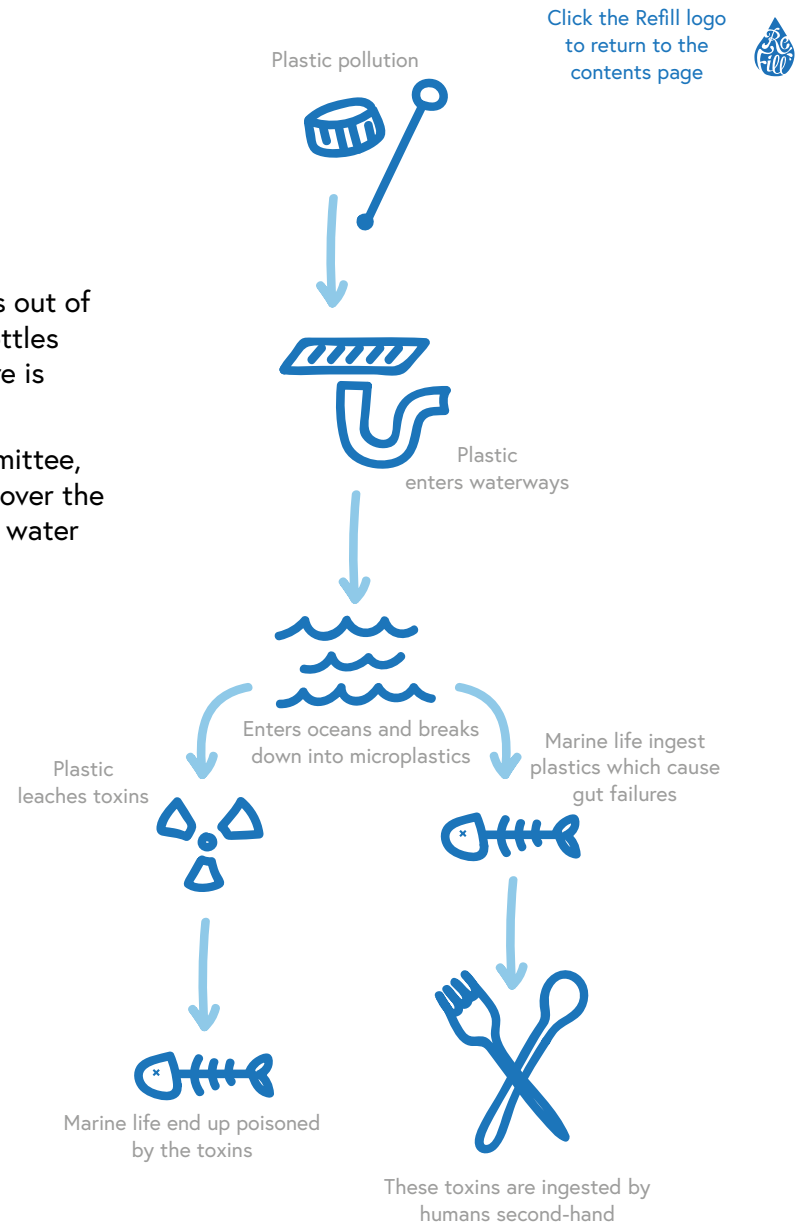 Click the Refill logo
to return to the
contents page
Re
fill
Plastic pollution
s out of
ttles
e is
mittee,
over the
water
Plastic
enters waterways
Enters oceans and breaks
down into microplastics
Plastic
leaches toxins
Marine life ingest
plastics which cause
gut failures
Marine life end up poisoned
by the toxins
These toxins are ingested by
humans second-hand